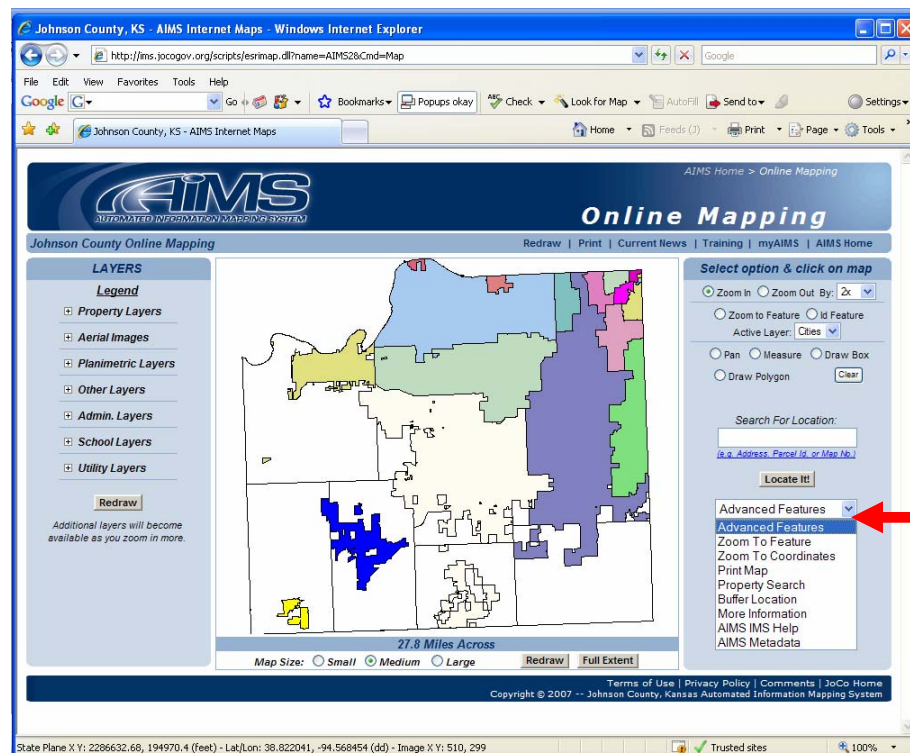 Johnson County, KS - AIMS Internet Maps - Windows Internet Explorer
http://ims.jocogov.org/scripts/esrimap.dll?name=AIMS2&Cmd=Map
Google
File Edit View Favorites Tools Help
Google G Go Bookmarks Popups okay ABC Check Look for Map AutoFill Send to Settings
Johnson County, KS - AIMS Internet Maps
Home Feeds (J) Print Page Tools »
AIMS
AUTOMATED INFORMATION MAPPING SYSTEM
AIMS Home > Online Mapping
Online Mapping
Johnson County Online Mapping
Redraw | Print | Current News | Training | myAIMS | AIMS Home
LAYERS
Legend
Property Layers
Aerial Images
Planimetric Layers
Other Layers
Admin. Layers
School Layers
Utility Layers
Redraw
Additional layers will become
available as you zoom in more.
27.8 Miles Across
Map Size: Small Medium Large Redraw Full Extent
Select option & click on map
Zoom In Zoom Out By: 2x
Zoom to Feature Id Feature
Active Layer: Cities
Pan Measure Draw Box
Draw Polygon Clear
Search For Location:
(e.g. Address, Parcel Id, or Map No.)
Locate It!
Advanced Features
Advanced Features
Zoom To Feature
Zoom To Coordinates
Print Map
Property Search
Buffer Location
More Information
AIMS IMS Help
AIMS Metadata
Terms of Use | Privacy Policy | Comments | JoCo Home
Copyright © 2007 -- Johnson County, Kansas Automated Information Mapping System
State Plane X Y: 2286632.68, 194970.4 (feet) - Lat/Lon: 38.822041, -94.568454 (dd) - Image X Y: 510, 299
Trusted sites 100%